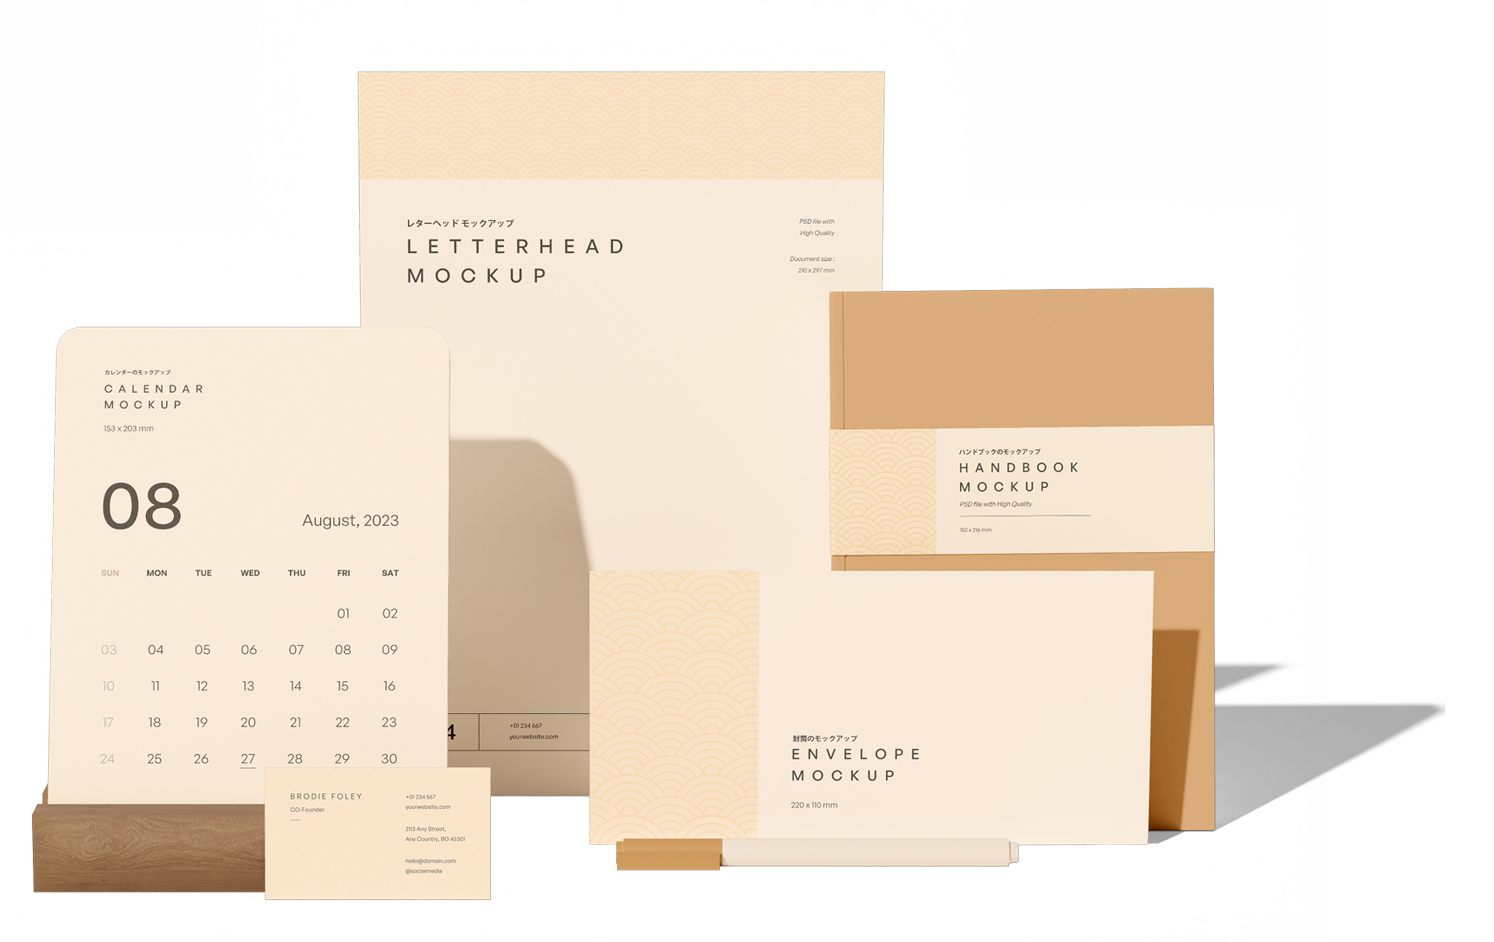 レターヘッド モックアップ
LETTERHEAD
MOCKUP
PSD file with
High Quality
Document size :
210 x 297 mm
4
+01 234 567
yourwebsite.com
カレンダーのモックアップ
CALENDAR
MOCKUP
153 x 203 mm
08
August, 2023
SUN MON TUE WED THU FRI SAT
01 02
03 04 05 06 07 08 09
10 11 12 13 14 15 16
17 18 19 20 21 22 23
24 25 26 27 28 29 30
ハンドブックのモックアップ
HANDBOOK
MOCKUP
PSD file with High Quality
152 x 216 mm
封筒のモックアップ
ENVELOPE
MOCKUP
220 x 110 mm
BRODIE FOLEY
CO-Founder
+01 234 567
yourwebsite.com
2113 Any Street,
Any Country, BO 45301
hello@domain.com
@socialmedia